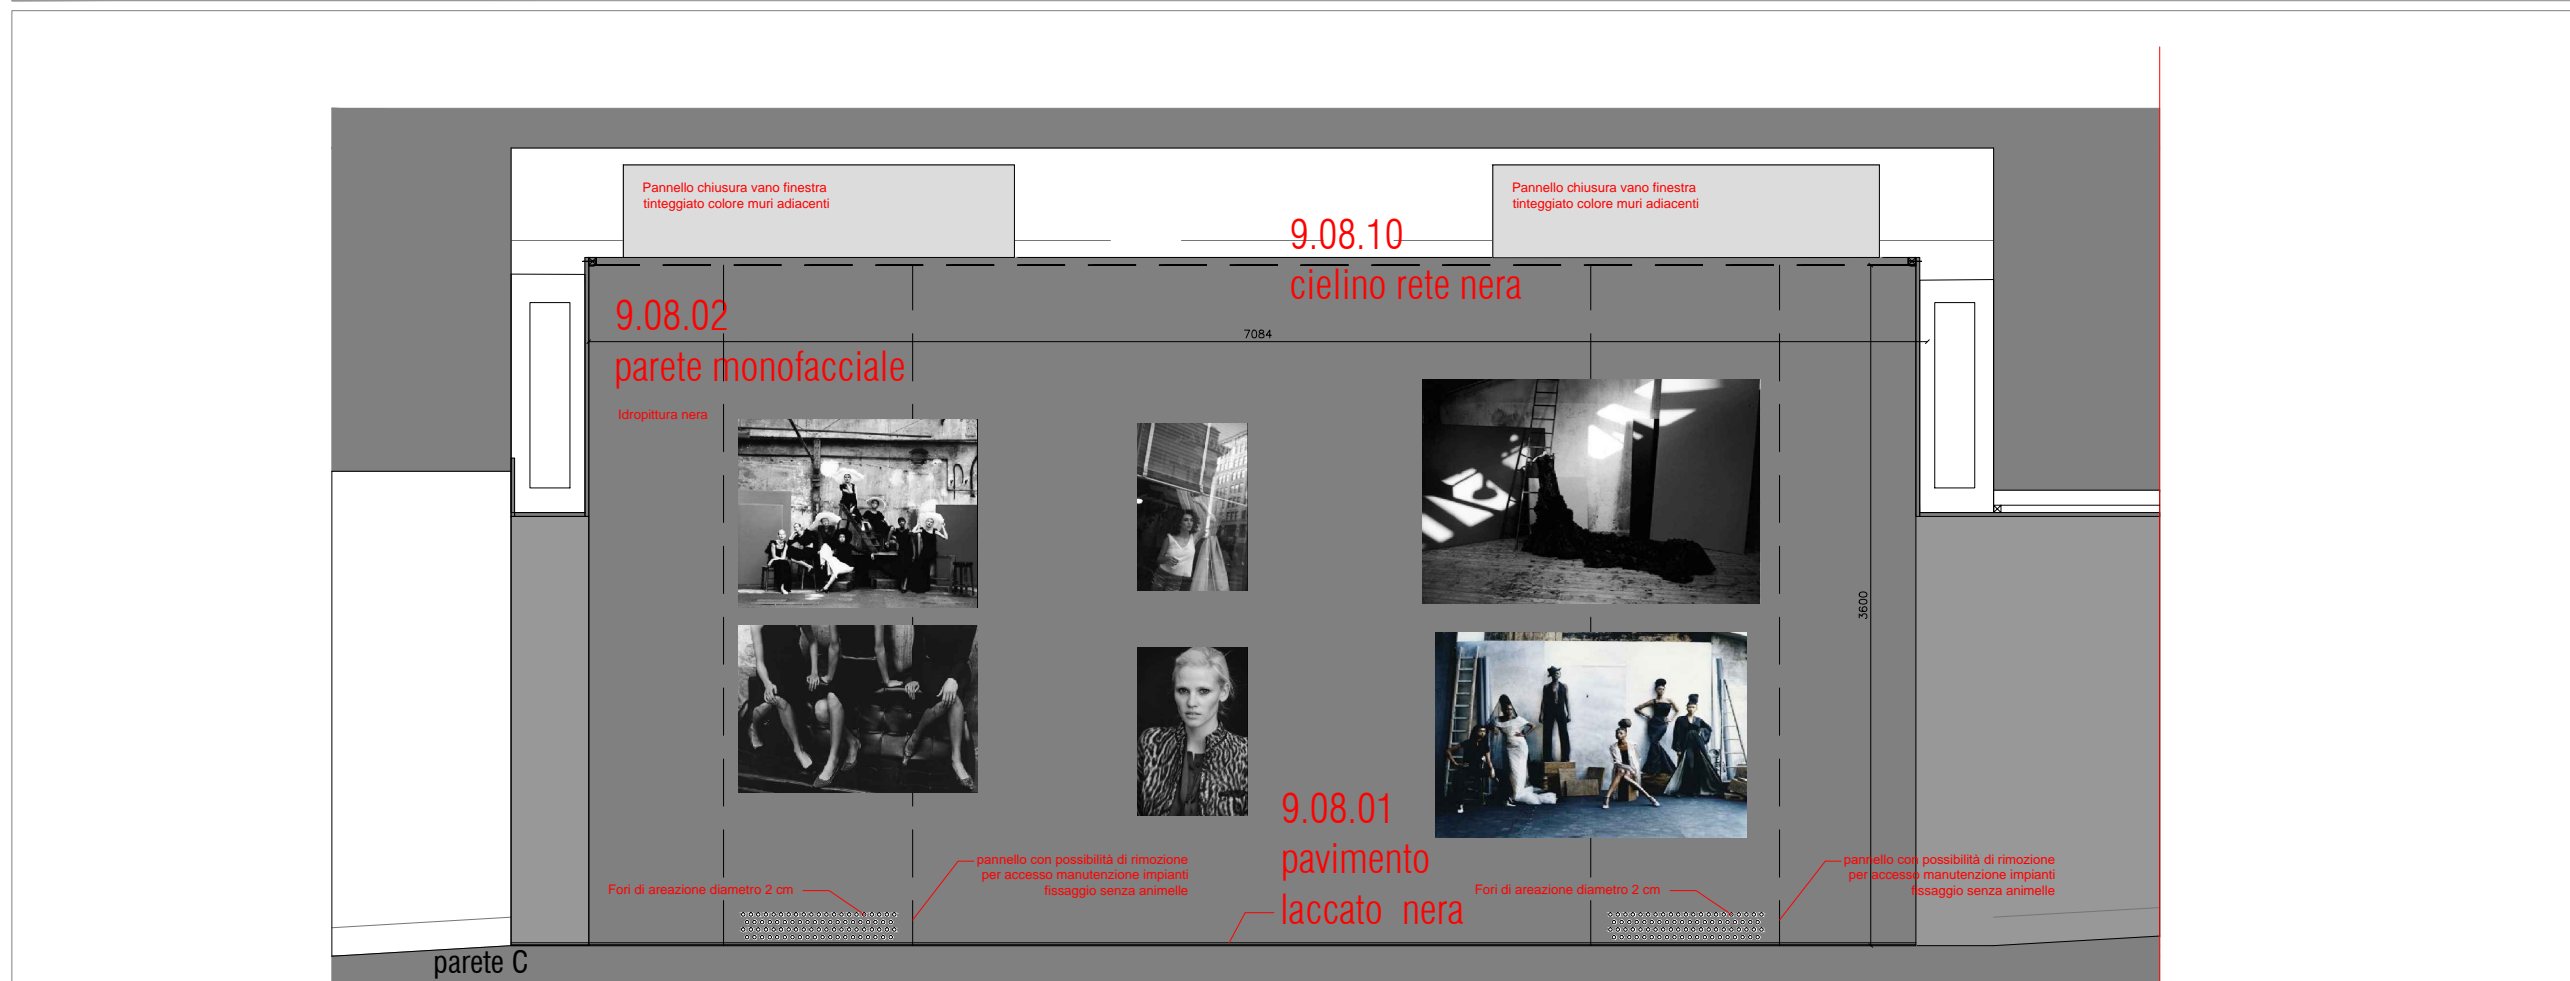 Pannello chiusura vano finestra
tinteggiato colore muri adiacenti
Pannello chiusura vano finestra
tinteggiato colore muri adiacenti
9.08.10
cielino rete nera
9.08.02
parete monofacciale
7084
Idropittura nera
3600
9.08.01
pavimento
laccato nera
pannello con possibilità di rimozione
per accesso manutenzione impianti
fissaggio senza animelle
Fori di areazione diametro 2 cm
pannello con possibilità di rimozione
per accesso manutenzione impianti
fissaggio senza animelle
Fori di areazione diametro 2 cm
parete C